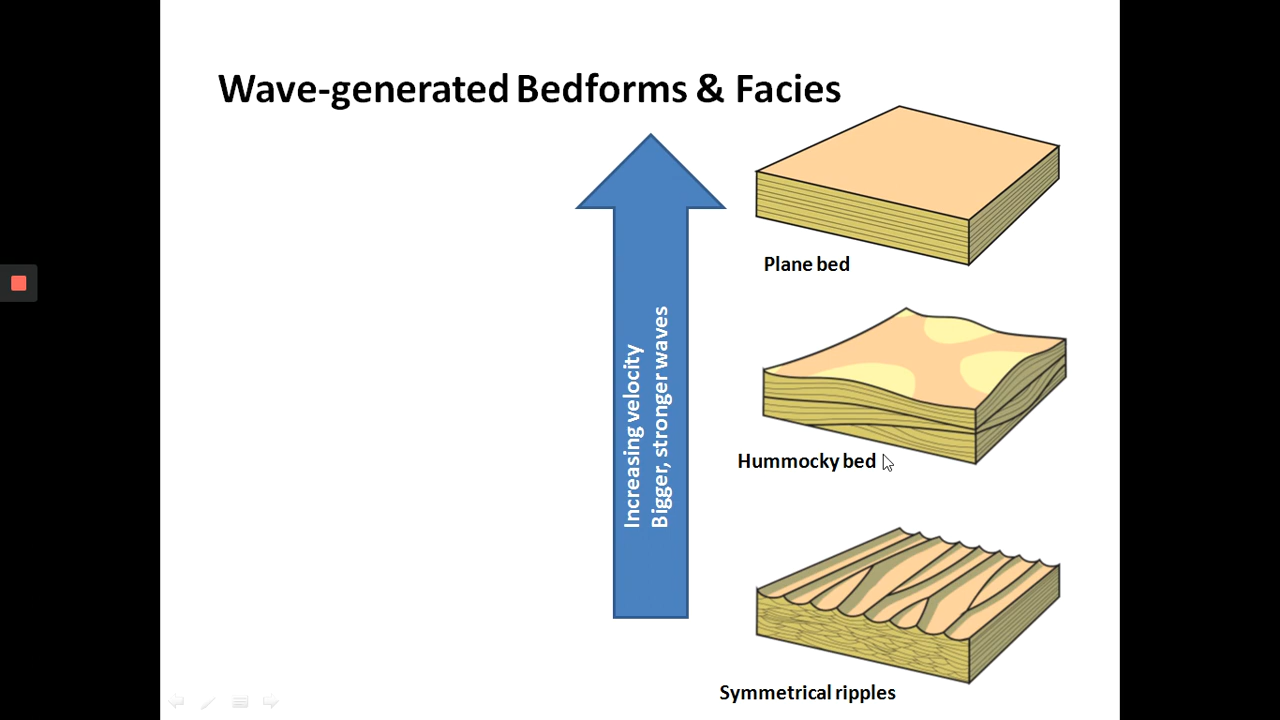 Wave-generated Bedforms & Facies
Increasing velocity
Bigger, stronger waves
Plane bed
Hummocky bed
Symmetrical ripples